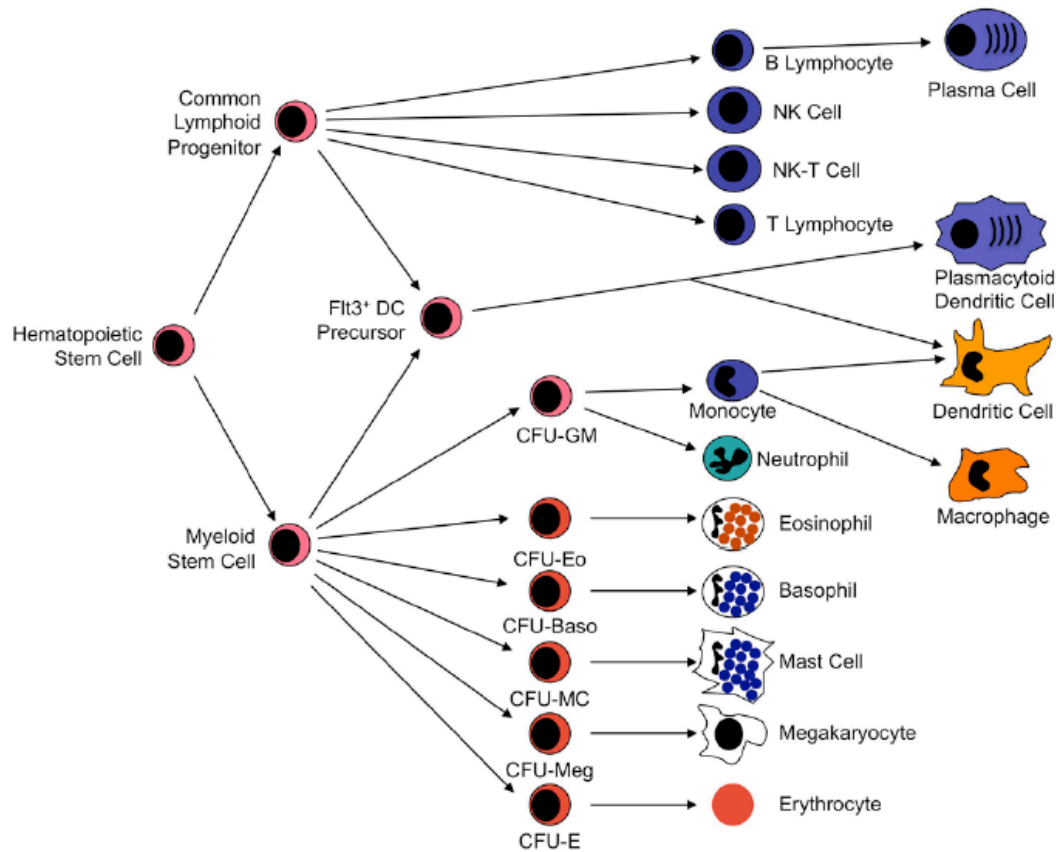 B Lymphocyte
Plasma Cell
Common
Lymphoid
Progenitor
NK Cell
NK-T Cell
T Lymphocyte
Plasmacytoid
Dendritic Cell
Flt3⁺ DC
Precursor
Hematopoietic
Stem Cell
Monocyte
Dendritic Cell
CFU-GM
Neutrophil
Macrophage
Myeloid
Stem Cell
Eosinophil
CFU-Eo
Basophil
CFU-Baso
Mast Cell
CFU-MC
Megakaryocyte
CFU-Meg
Erythrocyte
CFU-E